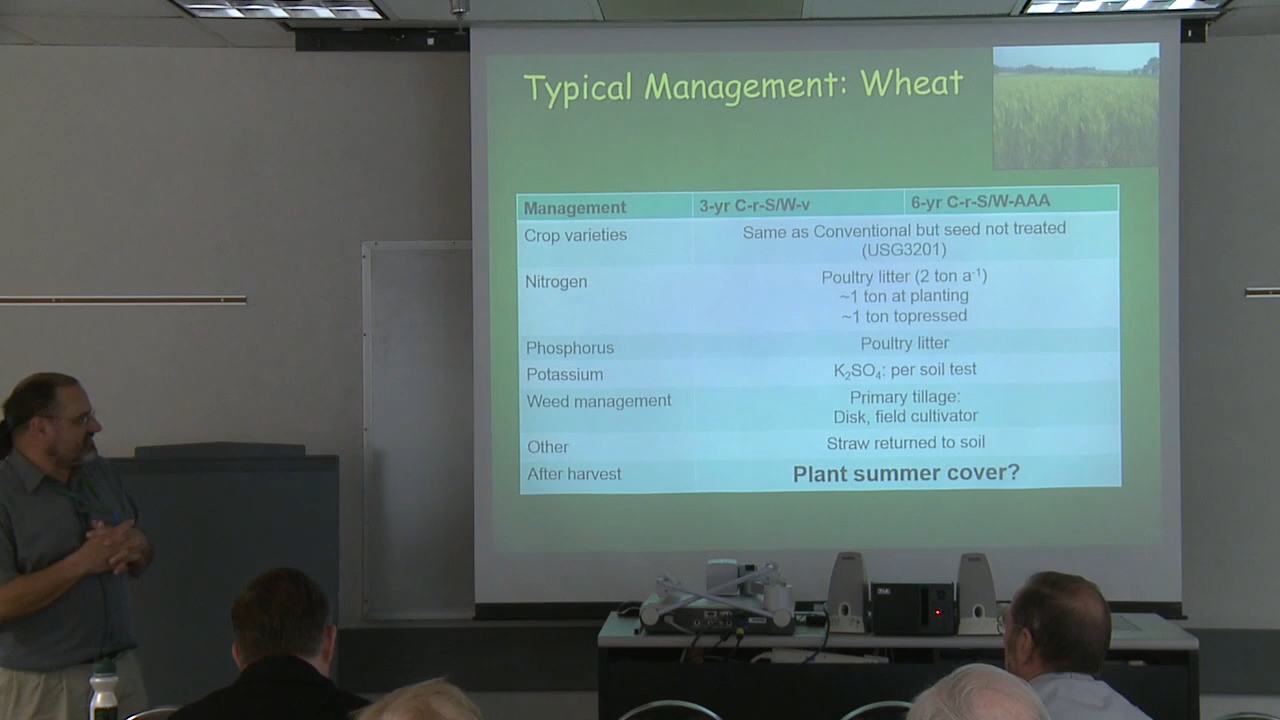 Typical Management: Wheat
Management 3-yr C-r-S/W-v 6-yr C-r-S/W-AAA
Crop varieties Same as Conventional but seed not treated
(USG3201)
Nitrogen Poultry litter (2 ton a⁻¹)
~1 ton at planting
~1 ton topressed
Phosphorus Poultry litter
Potassium K₂SO₄: per soil test
Weed management Primary tillage:
Disk, field cultivator
Other Straw returned to soil
After harvest Plant summer cover?